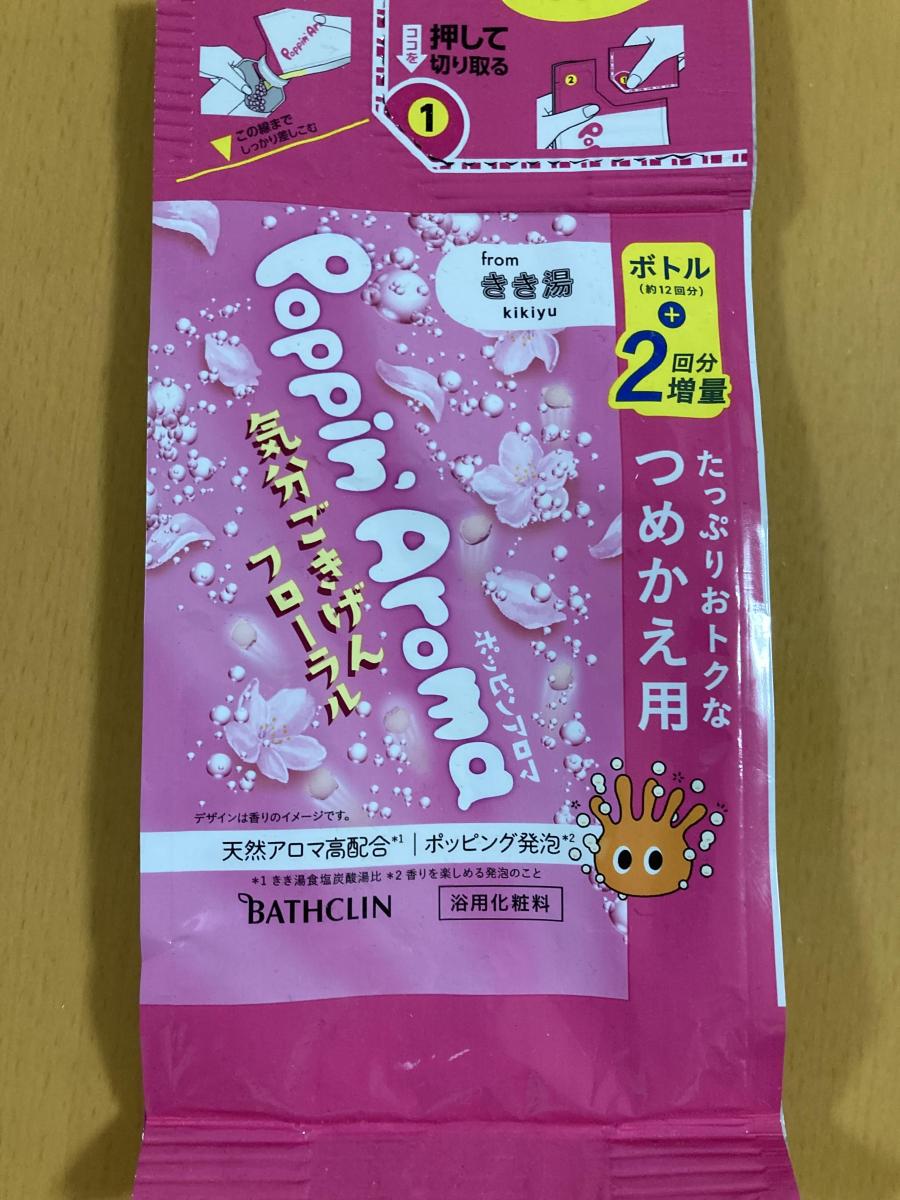 Poppin' Ar
ココを
押して
切り取る
1
2
1
この線まで
しっかり差しこむ
from
きき湯
kikiyu
Poppin' Aroma
ポッピンアロマ
気分ごきげん
フローラル
ボトル
(約12回分)
+
2回分
増量
たっぷりおトクな
つめかえ用
デザインは香りのイメージです。
天然アロマ高配合*1 | ポッピング発泡*2
*1 きき湯食塩炭酸湯比 *2 香りを楽しめる発泡のこと
BATHCLIN
浴用化粧料